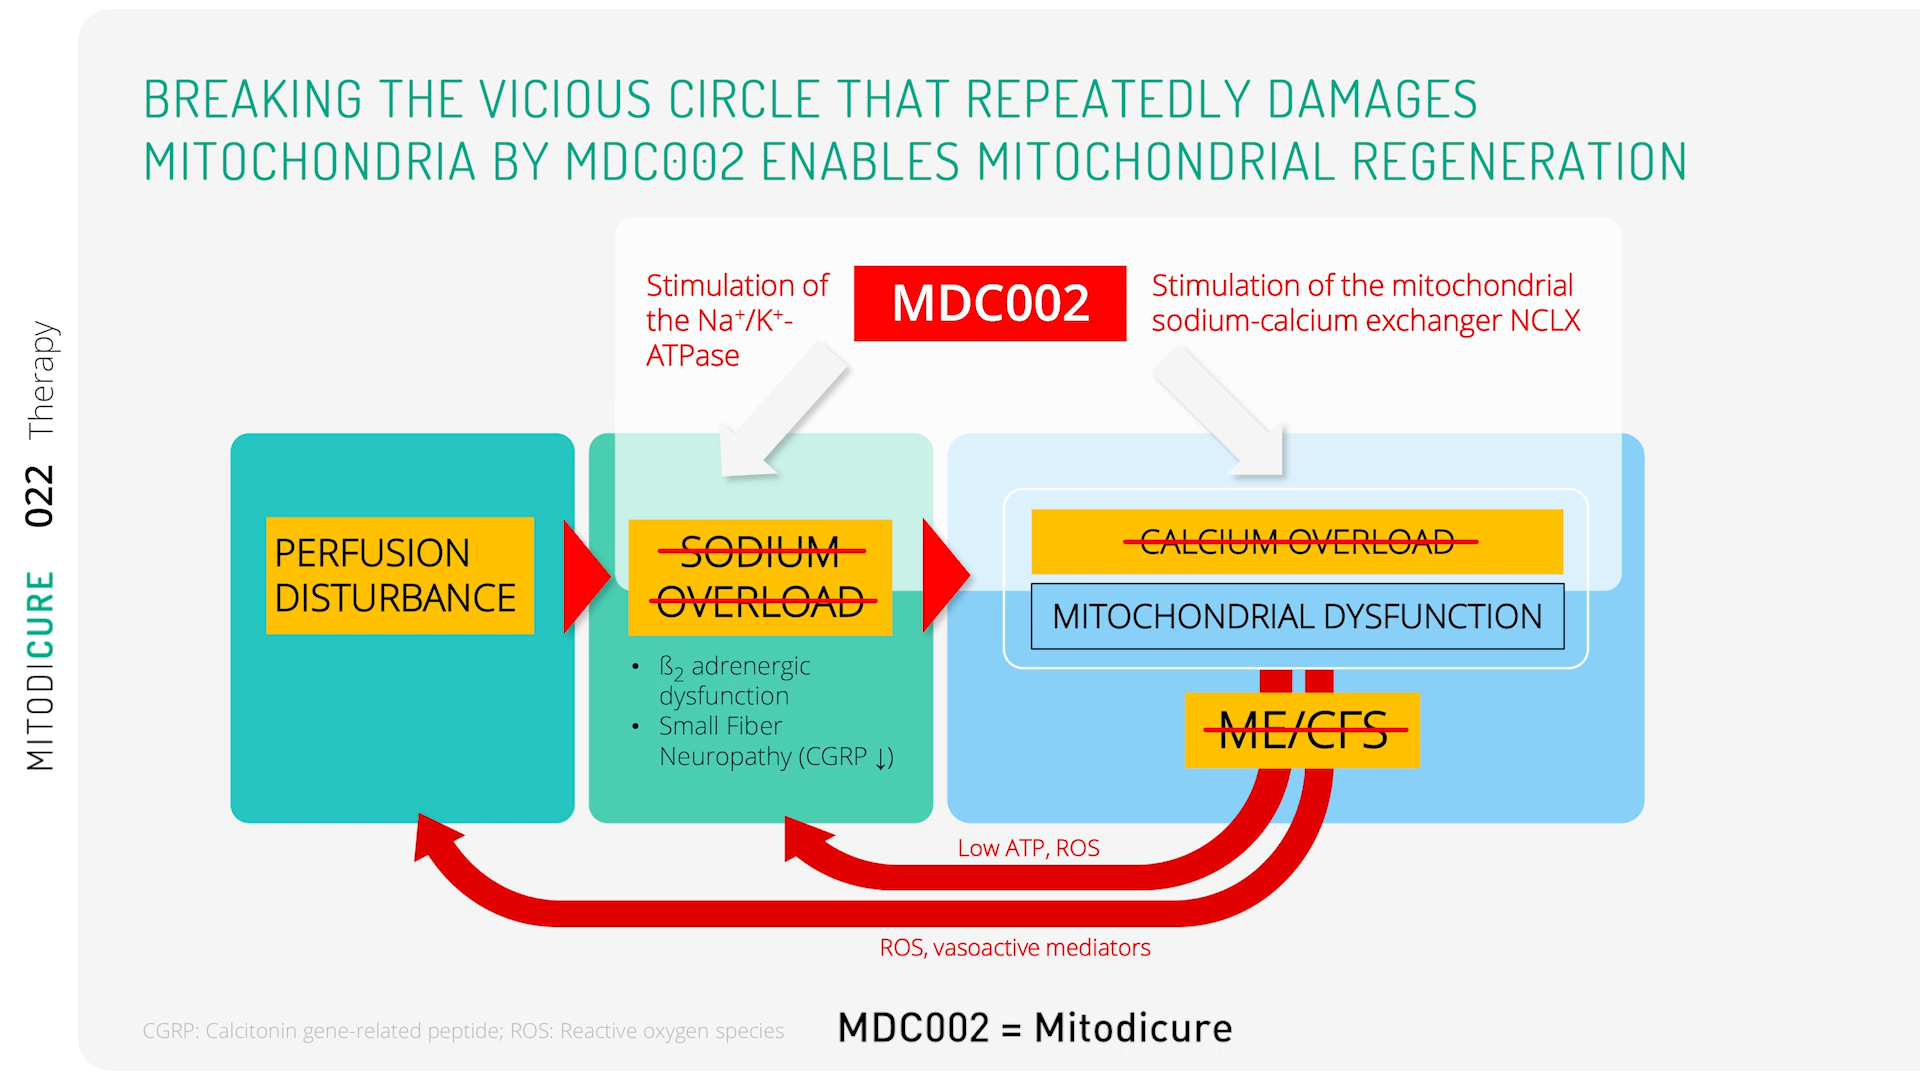 BREAKING THE VICIOUS CIRCLE THAT REPEATEDLY DAMAGES
MITOCHONDRIA BY MDC002 ENABLES MITOCHONDRIAL REGENERATION
Stimulation of
the Na⁺/K⁺-
ATPase
MDC002
Stimulation of the mitochondrial
sodium-calcium exchanger NCLX
PERFUSION
DISTURBANCE
SODIUM
OVERLOAD
• ß₂ adrenergic
dysfunction
• Small Fiber
Neuropathy (CGRP ↓)
CALCIUM OVERLOAD
MITOCHONDRIAL DYSFUNCTION
ME/CFS
Low ATP, ROS
ROS, vasoactive mediators
CGRP: Calcitonin gene-related peptide; ROS: Reactive oxygen species
MDC002 = Mitodicure
MITODICURE 022 Therapy